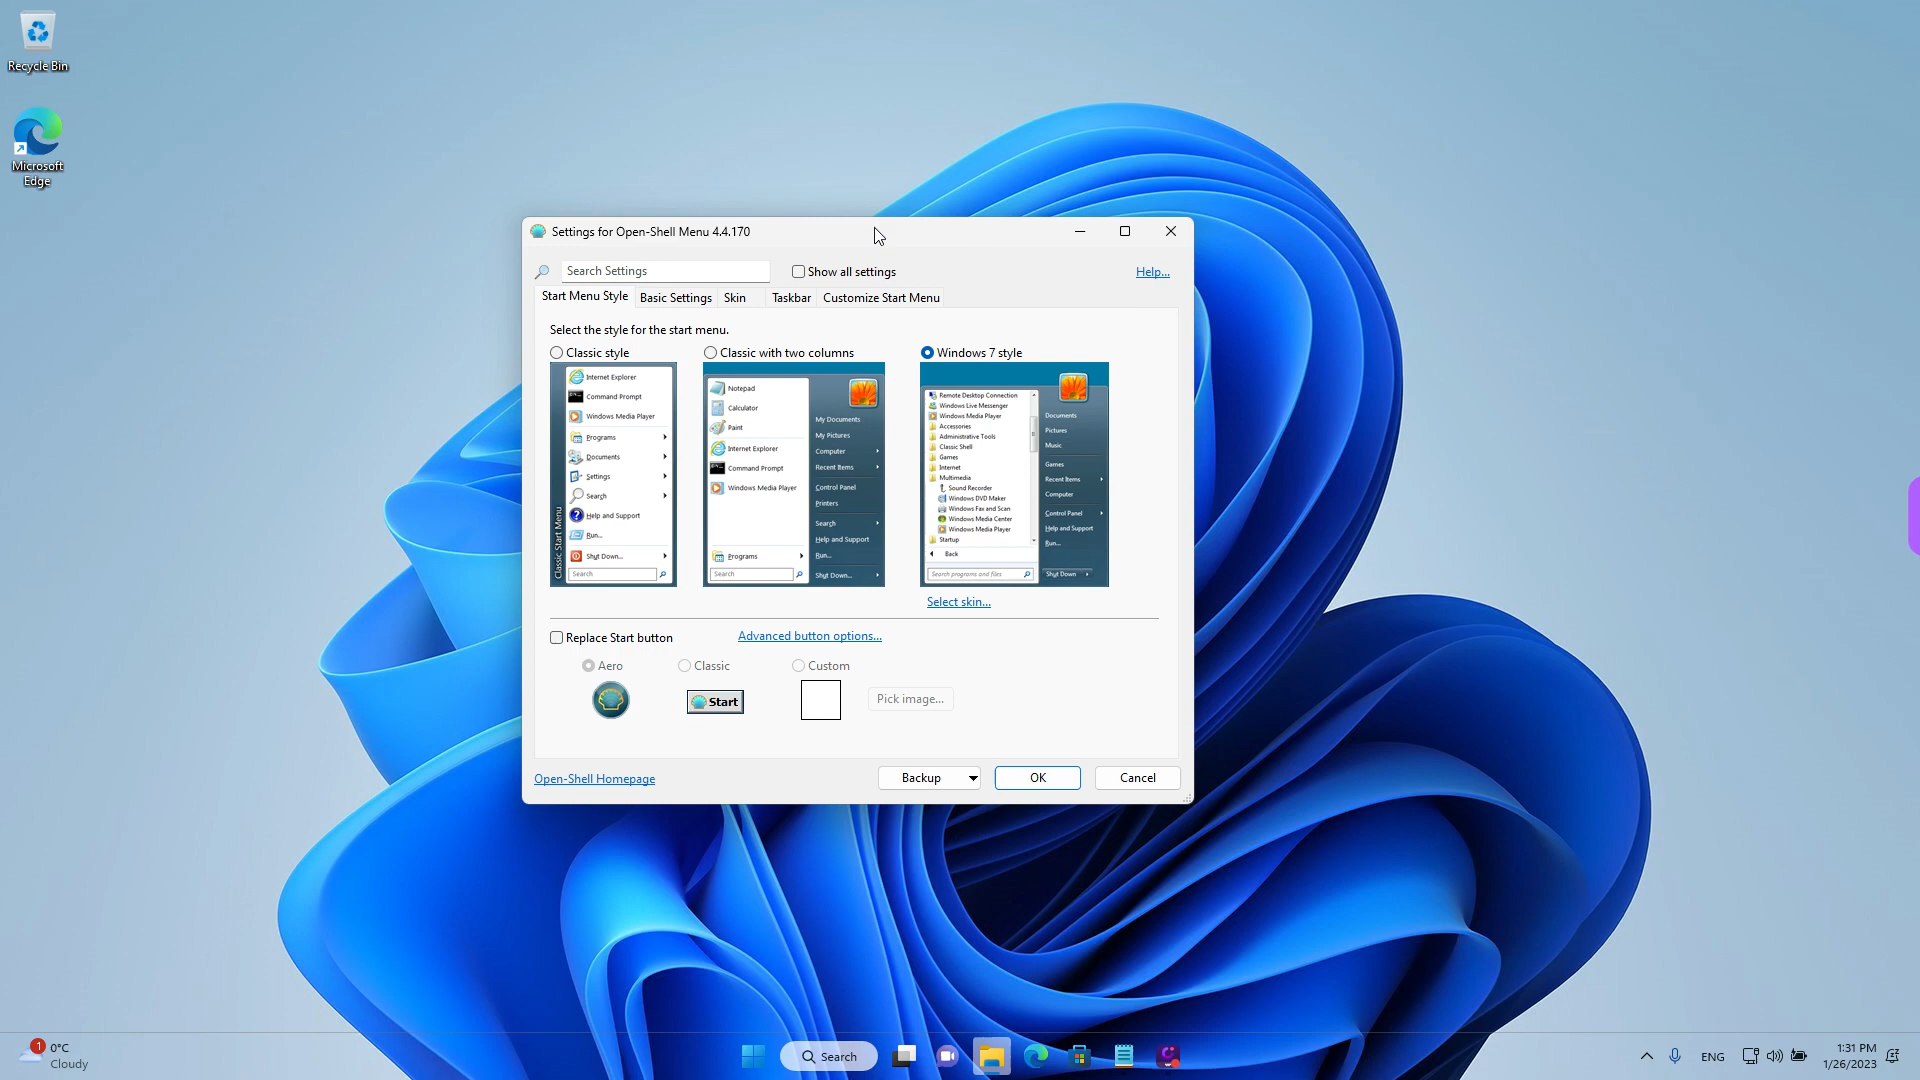 Recycle Bin
Microsoft
Edge
Settings for Open-Shell Menu 4.4.170
Search Settings
Show all settings
Help...
Start Menu Style
Basic Settings
Skin
Taskbar
Customize Start Menu
Select the style for the start menu.
Classic style
Classic with two columns
Windows 7 style
Internet Explorer
Command Prompt
Windows Media Player
Programs
Documents
Settings
Search
Help and Support
Run...
Shut Down...
Search
Classic Start Menu
Notepad
Calculator
Paint
Internet Explorer
Command Prompt
Windows Media Player
Programs
Search
My Documents
My Pictures
Computer
Recent Items
Control Panel
Printers
Search
Help and Support
Run...
Shut Down...
Remote Desktop Connection
Windows Live Messenger
Windows Media Player
Accessories
Administrative Tools
Classic Shell
Games
Internet
Multimedia
Sound Recorder
Windows DVD Maker
Windows Fax and Scan
Windows Media Center
Windows Media Player
Startup
Back
Search programs and files
Documents
Pictures
Music
Games
Recent Items
Computer
Control Panel
Help and Support
Run...
Shut Down
Select skin...
Replace Start button
Advanced button options...
Aero
Classic
Custom
Start
Pick image...
Open-Shell Homepage
Backup
OK
Cancel
1
0°C
Cloudy
Search
ENG
1:31 PM
1/26/2023